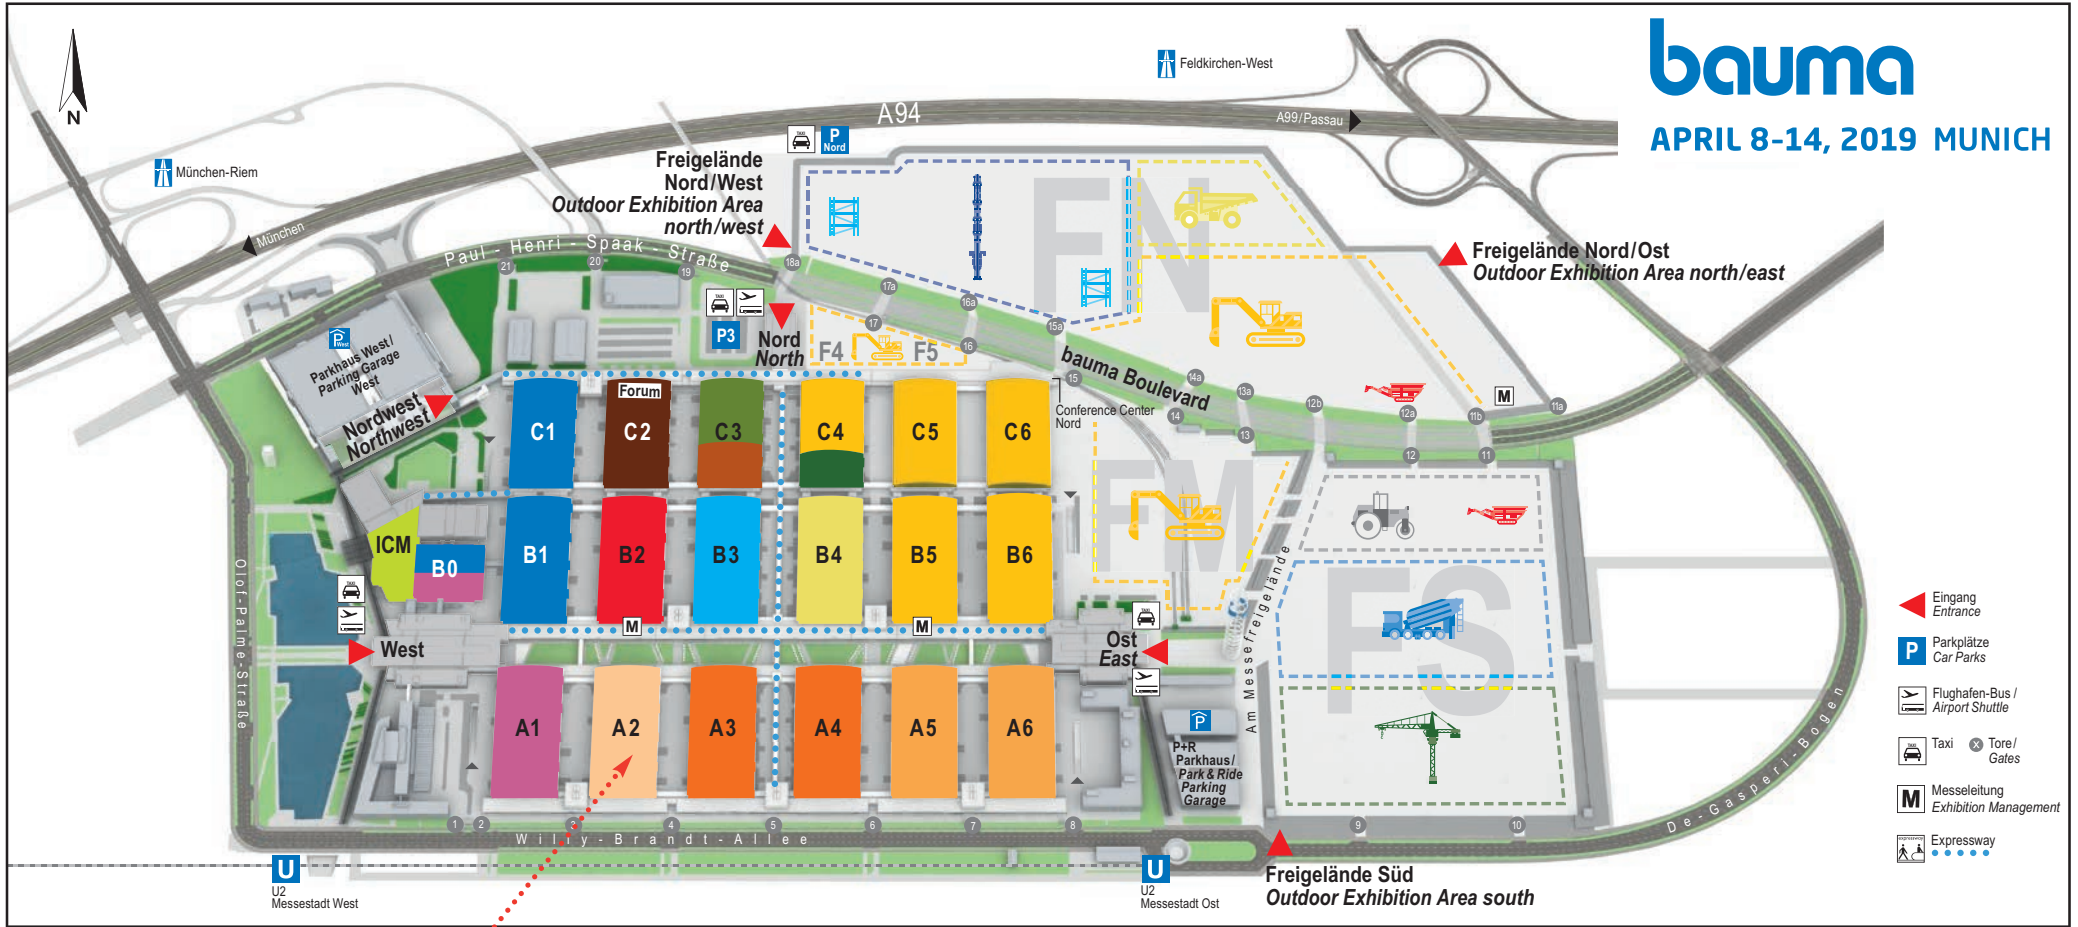 bauma
APRIL 8-14, 2019 MUNICH
N
Feldkirchen-West
A94
A99/Passau
München-Riem
München
TAXI
P
Nord
Freigelände
Nord/West
Outdoor Exhibition Area
north/west
Paul-Henri-Spaak-Straße
FN
Freigelände Nord/Ost
Outdoor Exhibition Area north/east
21
20
19
18a
17a
16a
15a
17
16
15
14a
14
13a
13
12b
12a
12
11b
11a
11
TAXI
P3
Nord
North
F4
F5
bauma Boulevard
M
P
West
Parkhaus West/
Parking Garage
West
Nordwest
Northwest
Forum
C1
C2
C3
C4
C5
C6
Conference Center
Nord
FM
ICM
B0
B1
B2
B3
B4
B5
B6
FS
Olof-Palme-Straße
TAXI
West
M
M
TAXI
Ost
East
Am Messefreigelände
A1
A2
A3
A4
A5
A6
P
P+R
Parkhaus/
Park & Ride
Parking
Garage
1
2
3
4
5
6
7
8
9
10
Willy-Brandt-Allee
De-Gasperi-Bogen
U
U2
Messestadt West
U
U2
Messestadt Ost
Freigelände Süd
Outdoor Exhibition Area south
Eingang
Entrance
P
Parkplätze
Car Parks
Flughafen-Bus /
Airport Shuttle
TAXI
Taxi
X
Tore/
Gates
M
Messeleitung
Exhibition Management
expressway
Expressway